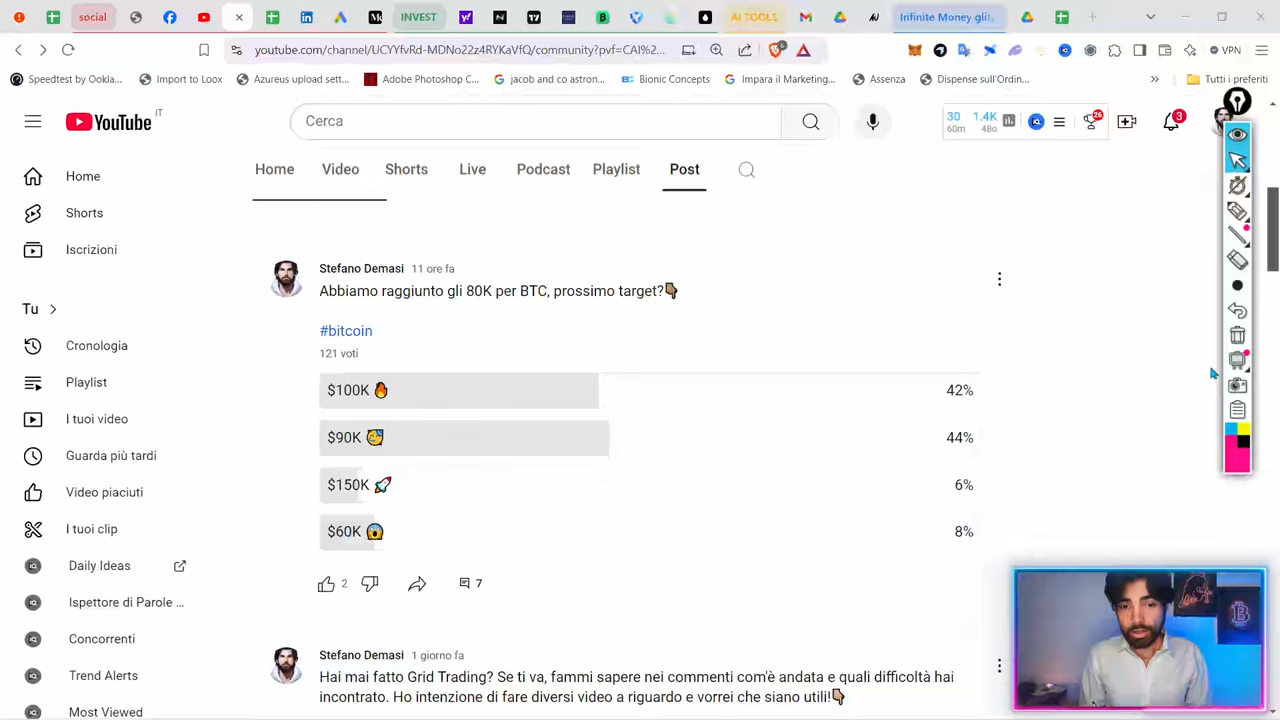 social
INVEST
AI TOOLS
Infinite Money glit
youtube.com/channel/UCYYfvRd-MDNo22z4RYKeVfQ/community?pvf=CAI%2...
VPN
Speedtest by Ookla...
Import to Loox
Azureus upload sett...
Adobe Photoshop C...
jacob and co astron...
Bionic Concepts
Impara il Marketing...
Assenza
Dispense sull'Ordin...
Tutti i preferiti
YouTube IT
Cerca
30
60m
1.4K
48o
26
3
Home
Shorts
Iscrizioni
Tu
Cronologia
Playlist
I tuoi video
Guarda più tardi
Video piaciuti
I tuoi clip
Daily Ideas
Ispettore di Parole ...
Concorrenti
Trend Alerts
Most Viewed
Home
Video
Shorts
Live
Podcast
Playlist
Post
Stefano Demasi 11 ore fa
Abbiamo raggiunto gli 80K per BTC, prossimo target?👇🏾
#bitcoin
121 voti
$100K 🔥 42%
$90K 🥳 44%
$150K 🚀 6%
$60K 😱 8%
2
7
Stefano Demasi 1 giorno fa
Hai mai fatto Grid Trading? Se ti va, fammi sapere nei commenti com'è andata e quali difficoltà hai
incontrato. Ho intenzione di fare diversi video a riguardo e vorrei che siano utili!👇🏾